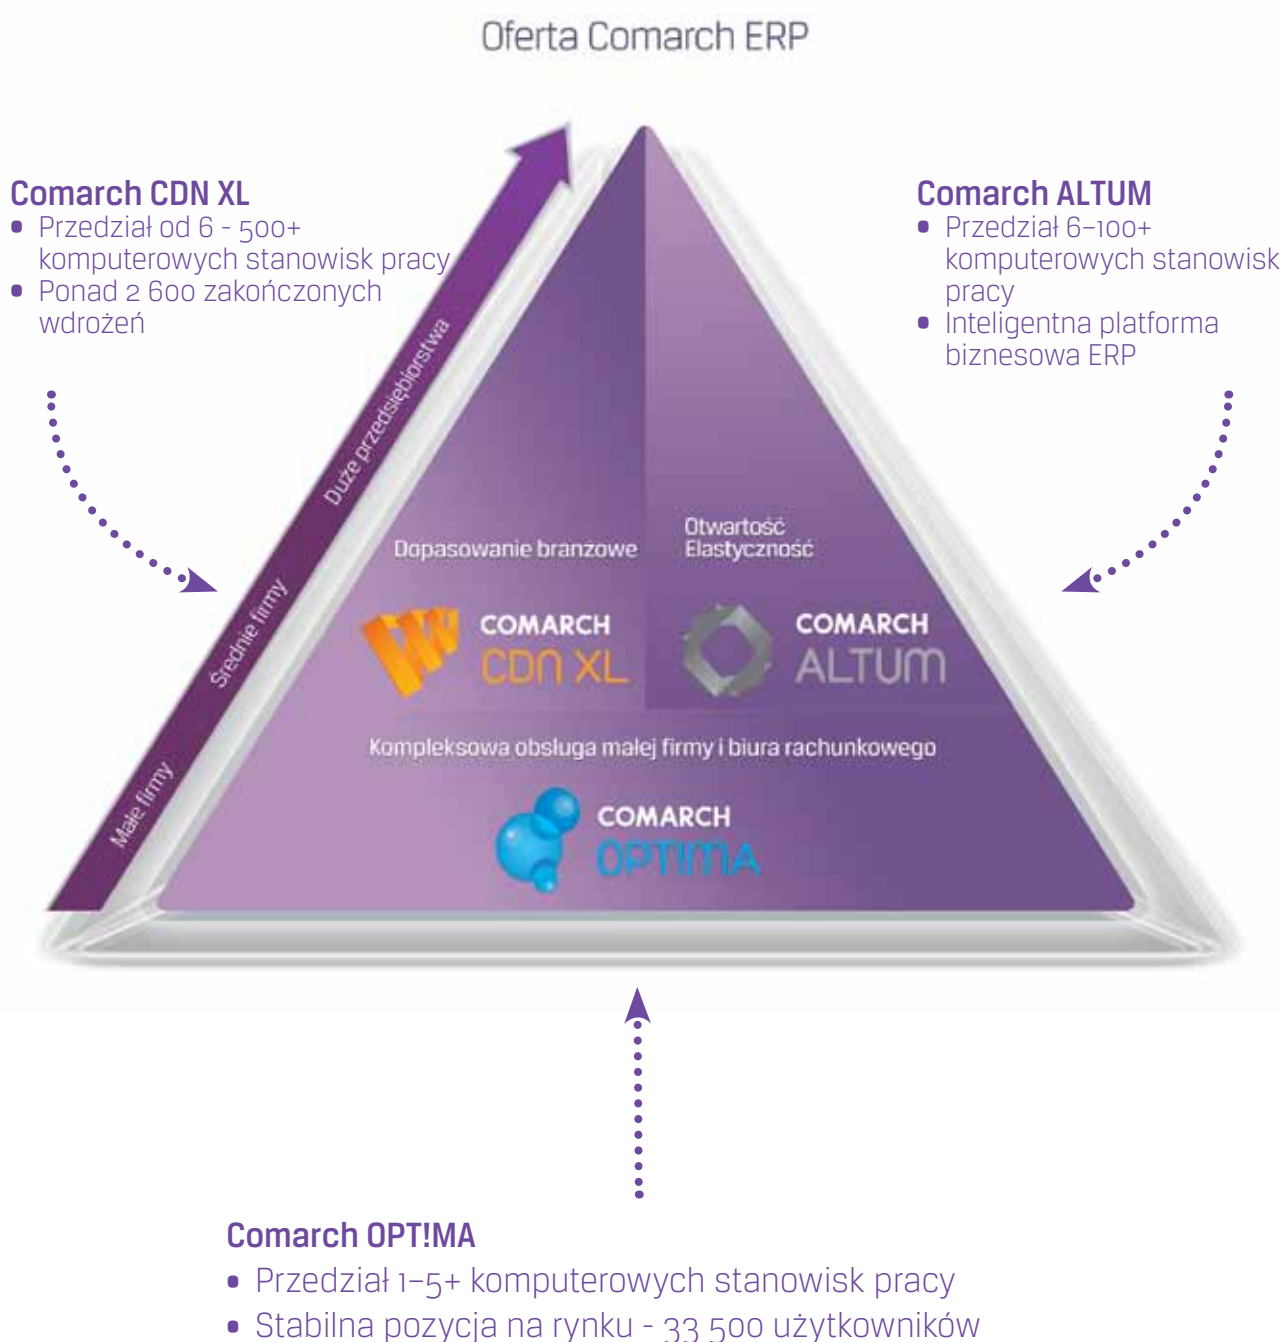 Oferta Comarch ERP
Comarch CDN XL
• Przedział od 6 - 500+
komputerowych stanowisk pracy
• Ponad 2 600 zakończonych
wdrożeń
Comarch ALTUM
• Przedział 6–100+
komputerowych stanowisk
pracy
• Inteligentna platforma
biznesowa ERP
Duże przedsiębiorstwa
Średnie firmy
Małe firmy
Dopasowanie branżowe
Otwartość
Elastyczność
COMARCH
CDN XL
COMARCH
ALTUM
Kompleksowa obsługa małej firmy i biura rachunkowego
COMARCH
OPT!MA
Comarch OPT!MA
• Przedział 1–5+ komputerowych stanowisk pracy
• Stabilna pozycja na rynku - 33 500 użytkowników